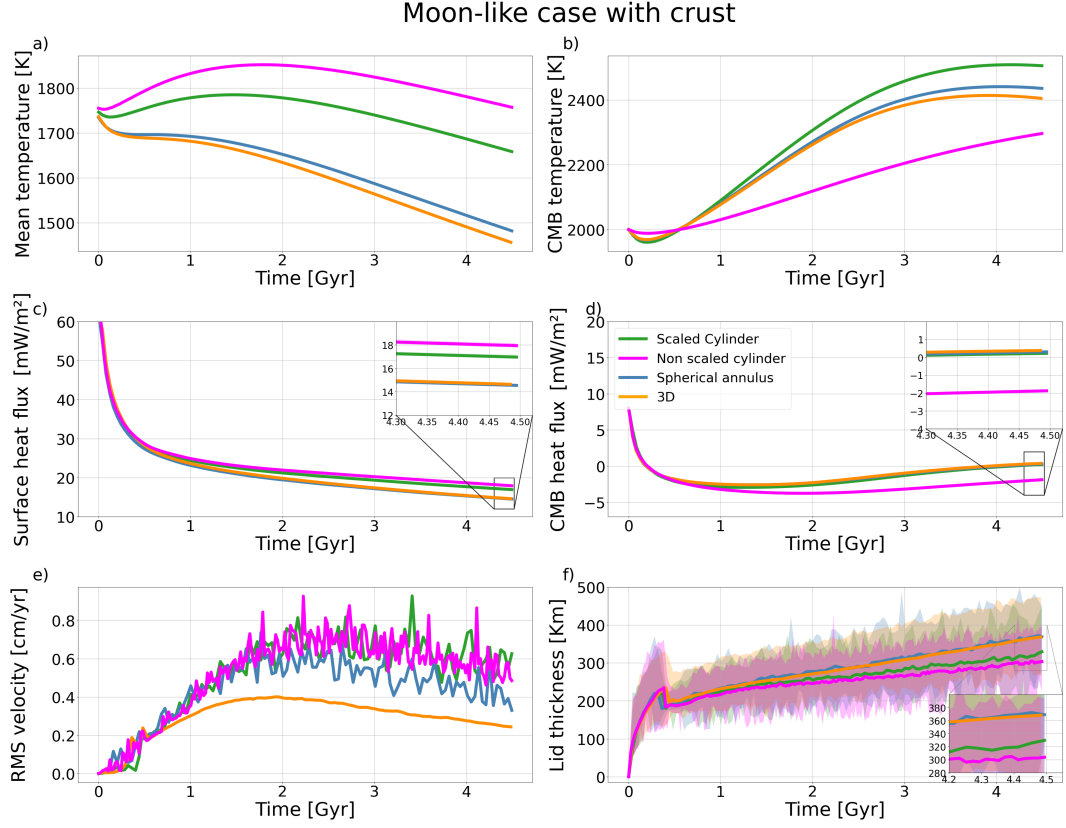 Moon-like case with crust
a)
Mean temperature [K]
1800
1700
1600
1500
0 1 2 3 4
Time [Gyr]
b)
CMB temperature [K]
2400
2200
2000
0 1 2 3 4
Time [Gyr]
c)
Surface heat flux [mW/m²]
60
50
40
30
20
10
0 1 2 3 4
Time [Gyr]
18
16
14
12
4.30 4.35 4.40 4.45 4.50
d)
CMB heat flux [mW/m²]
20
15
10
5
0
−5
0 1 2 3 4
Time [Gyr]
Scaled Cylinder
Non scaled cylinder
Spherical annulus
3D
1
0
−1
−2
−3
−4
4.30 4.35 4.40 4.45 4.50
e)
RMS velocity [cm/yr]
0.8
0.6
0.4
0.2
0.0
0 1 2 3 4
Time [Gyr]
f)
Lid thickness [Km]
500
400
300
200
100
0
0 1 2 3 4
Time [Gyr]
380
360
340
320
300
280
4.2 4.3 4.4 4.5